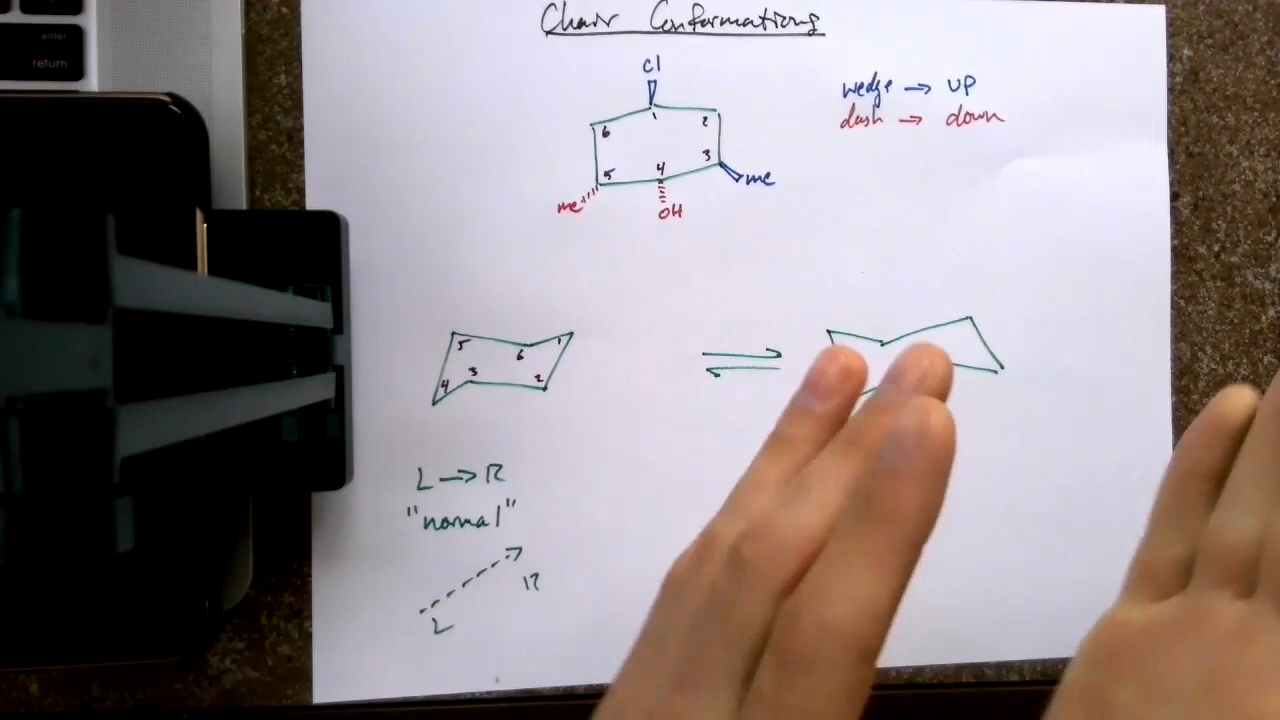 enter
return
Chair Conformations
Cl
wedge → UP
dash → down
1
2
6
3
4
5
me
me
OH
5
6
1
3
4
2
L → R
"normal"
R
L